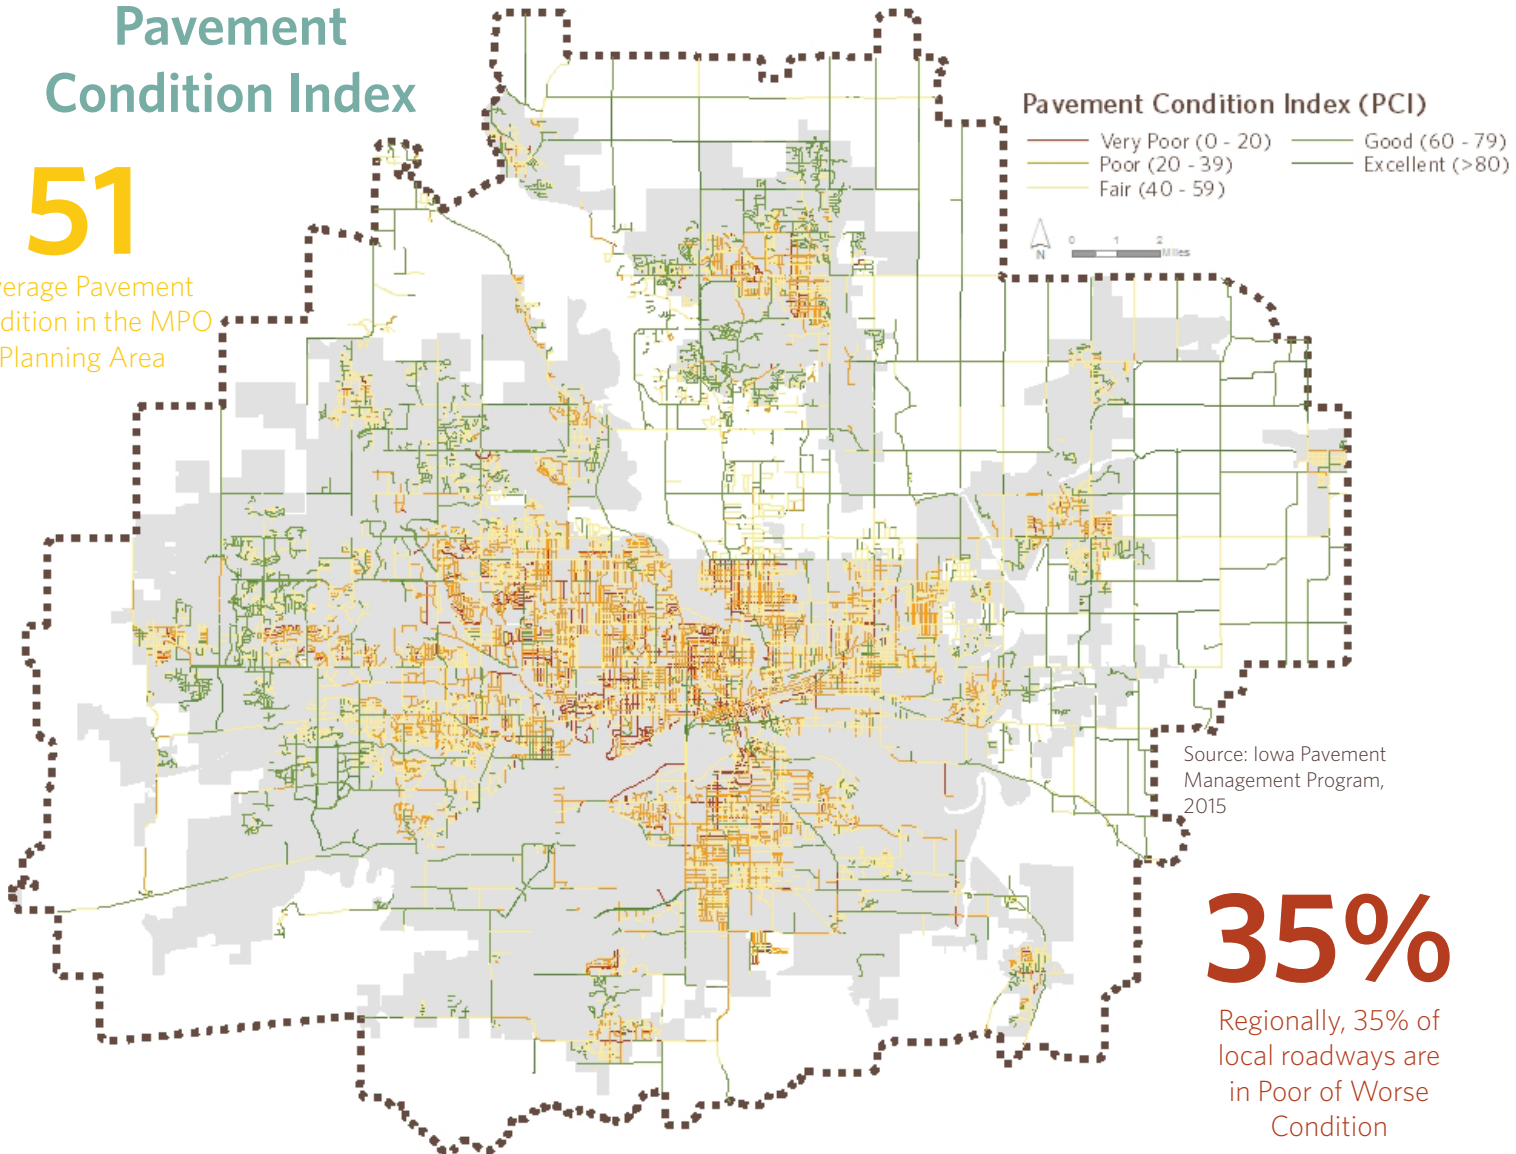 Pavement
Condition Index
51
verage Pavement
dition in the MPO
Planning Area
Pavement Condition Index (PCI)
Very Poor (0 - 20)
Poor (20 - 39)
Fair (40 - 59)
Good (60 - 79)
Excellent (>80)
N
0 1 2
Miles
Source: Iowa Pavement
Management Program,
2015
35%
Regionally, 35% of
local roadways are
in Poor of Worse
Condition